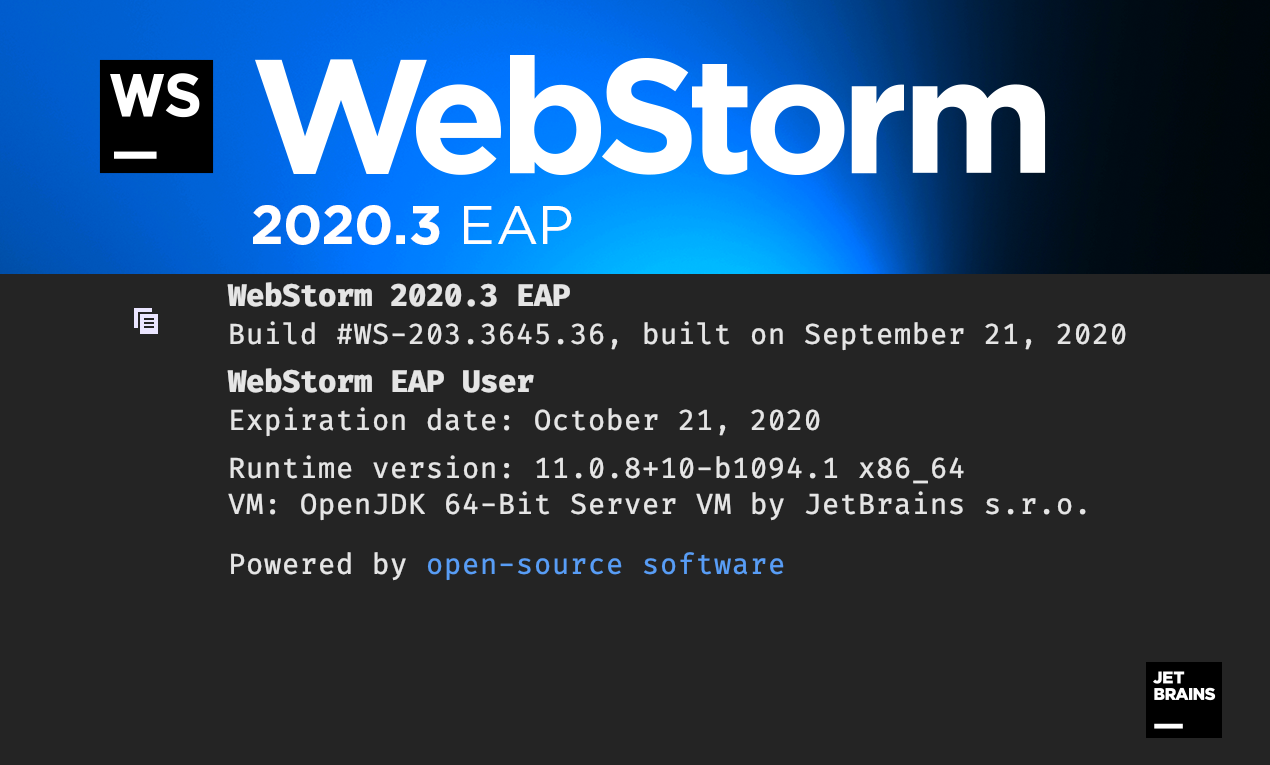 WS
WebStorm
2020.3 EAP
WebStorm 2020.3 EAP
Build #WS-203.3645.36, built on September 21, 2020
WebStorm EAP User
Expiration date: October 21, 2020
Runtime version: 11.0.8+10-b1094.1 x86_64
VM: OpenJDK 64-Bit Server VM by JetBrains s.r.o.
Powered by open-source software
JET
BRAINS